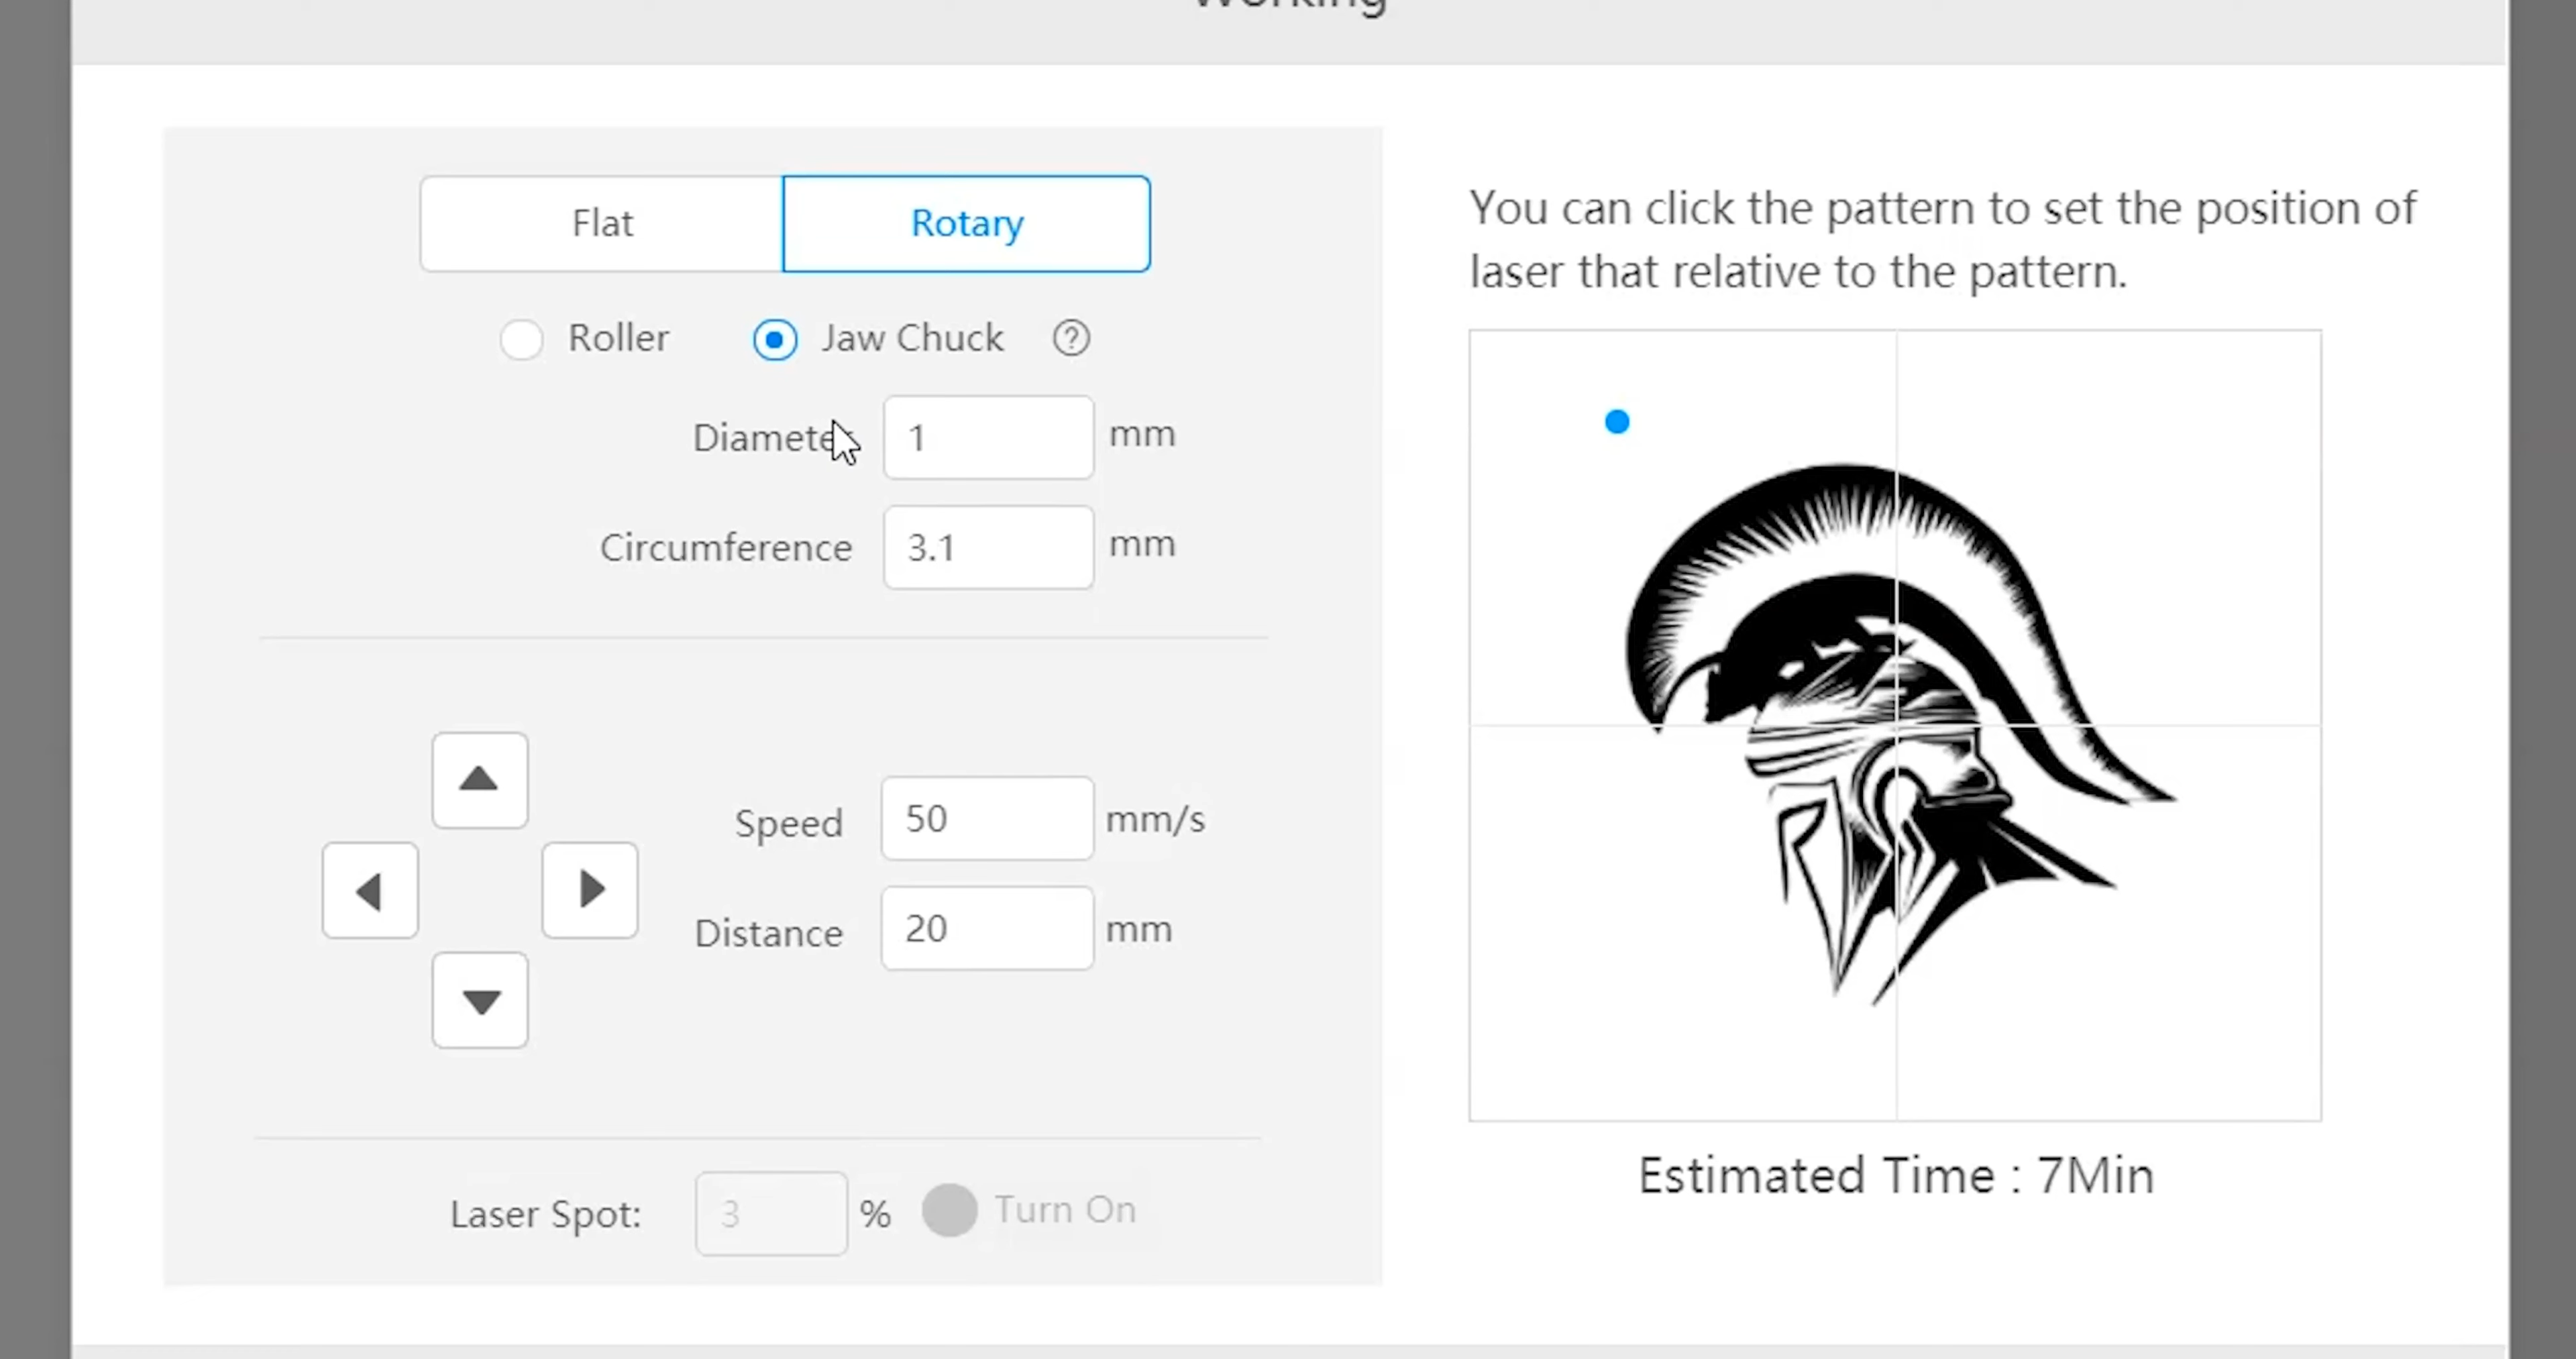 Working
Flat Rotary
Roller Jaw Chuck ?
Diameter 1 mm
Circumference 3.1 mm
Speed 50 mm/s
Distance 20 mm
Laser Spot: 3 % Turn On
You can click the pattern to set the position of
laser that relative to the pattern.
Estimated Time : 7Min